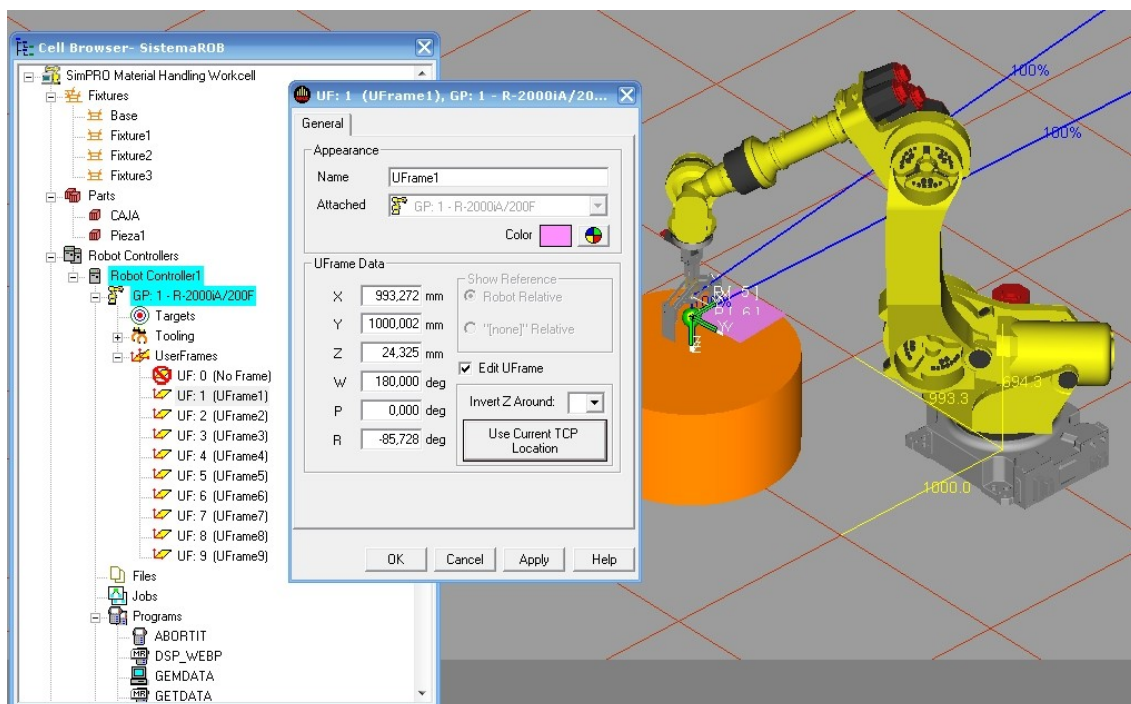 Cell Browser- SistemaROB
SimPRO Material Handling Workcell
Fixtures
Base
Fixture1
Fixture2
Fixture3
Parts
CAJA
Pieza1
Robot Controllers
Robot Controller1
GP: 1 - R-2000iA/200F
Targets
Tooling
UserFrames
UF: 0 (No Frame)
UF: 1 (UFrame1)
UF: 2 (UFrame2)
UF: 3 (UFrame3)
UF: 4 (UFrame4)
UF: 5 (UFrame5)
UF: 6 (UFrame6)
UF: 7 (UFrame7)
UF: 8 (UFrame8)
UF: 9 (UFrame9)
Files
Jobs
Programs
ABORTIT
DSP_WEBP
GEMDATA
GETDATA
UF: 1 (UFrame1), GP: 1 - R-2000iA/20...
General
Appearance
Name UFrame1
Attached GP: 1 - R-2000iA/200F
Color
UFrame Data
X 993,272 mm
Y 1000,002 mm
Z 24,325 mm
W 180,000 deg
P 0,000 deg
R -85,728 deg
Show Reference
Robot Relative
"[none]" Relative
Edit UFrame
Invert Z Around:
Use Current TCP
Location
OK Cancel Apply Help
100%
100%
694.3
993.3
1000.0